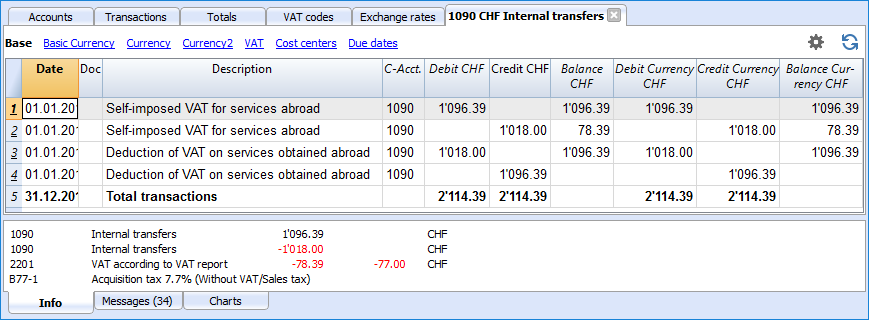 Accounts Transactions Totals VAT codes Exchange rates 1090 CHF Internal transfers
Base Basic Currency Currency Currency2 VAT Cost centers Due dates
Date Doc Description C-Acct. Debit CHF Credit CHF Balance CHF Debit Currency CHF Credit Currency CHF Balance Cur-rency CHF
1 01.01.20 Self-imposed VAT for services abroad 1090 1'096.39 1'096.39 1'096.39 1'096.39
2 01.01.20 Self-imposed VAT for services abroad 1090 1'018.00 78.39 1'018.00 78.39
3 01.01.20 Deduction of VAT on services obtained abroad 1090 1'018.00 1'096.39 1'018.00 1'096.39
4 01.01.20 Deduction of VAT on services obtained abroad 1090 1'096.39 1'096.39
5 31.12.20 Total transactions 2'114.39 2'114.39 2'114.39 2'114.39
1090 Internal transfers 1'096.39 CHF
1090 Internal transfers -1'018.00 CHF
2201 VAT according to VAT report -78.39 -77.00 CHF
B77-1 Acquisition tax 7.7% (Without VAT/Sales tax)
Info Messages (34) Charts